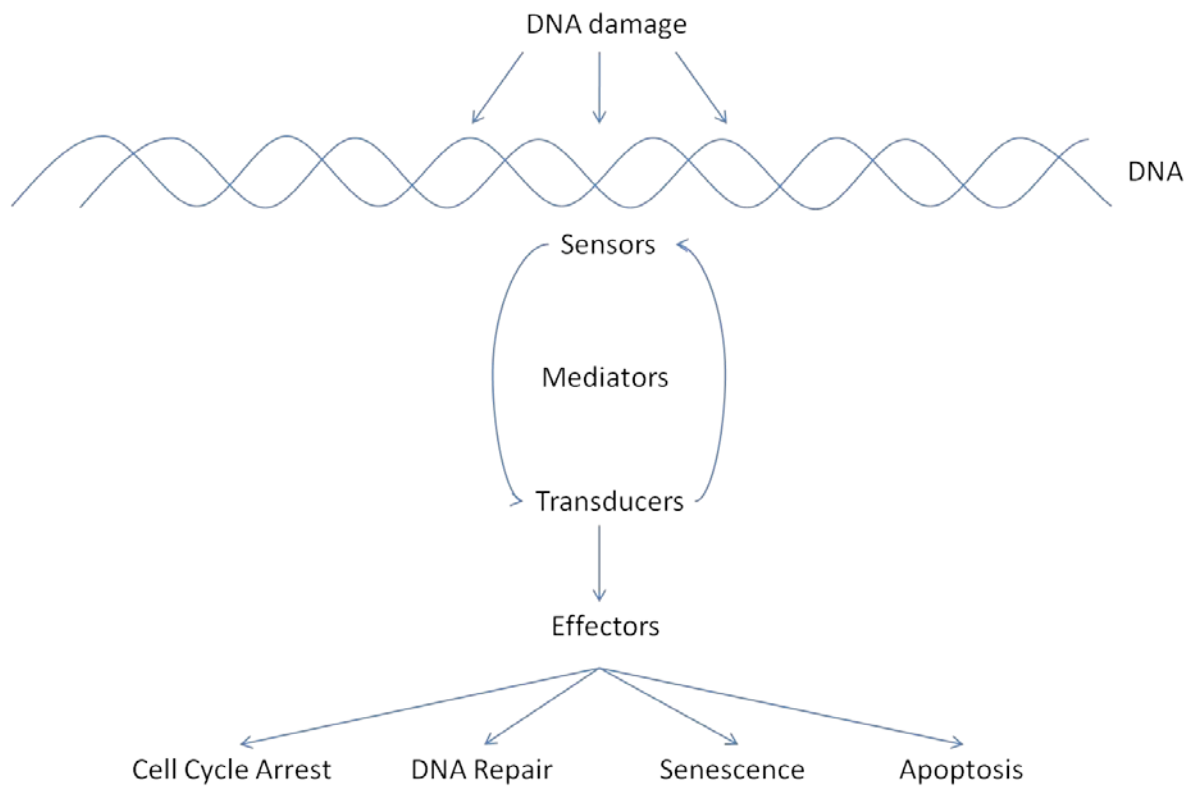 DNA damage
DNA
Sensors
Mediators
Transducers
Effectors
Cell Cycle Arrest
DNA Repair
Senescence
Apoptosis